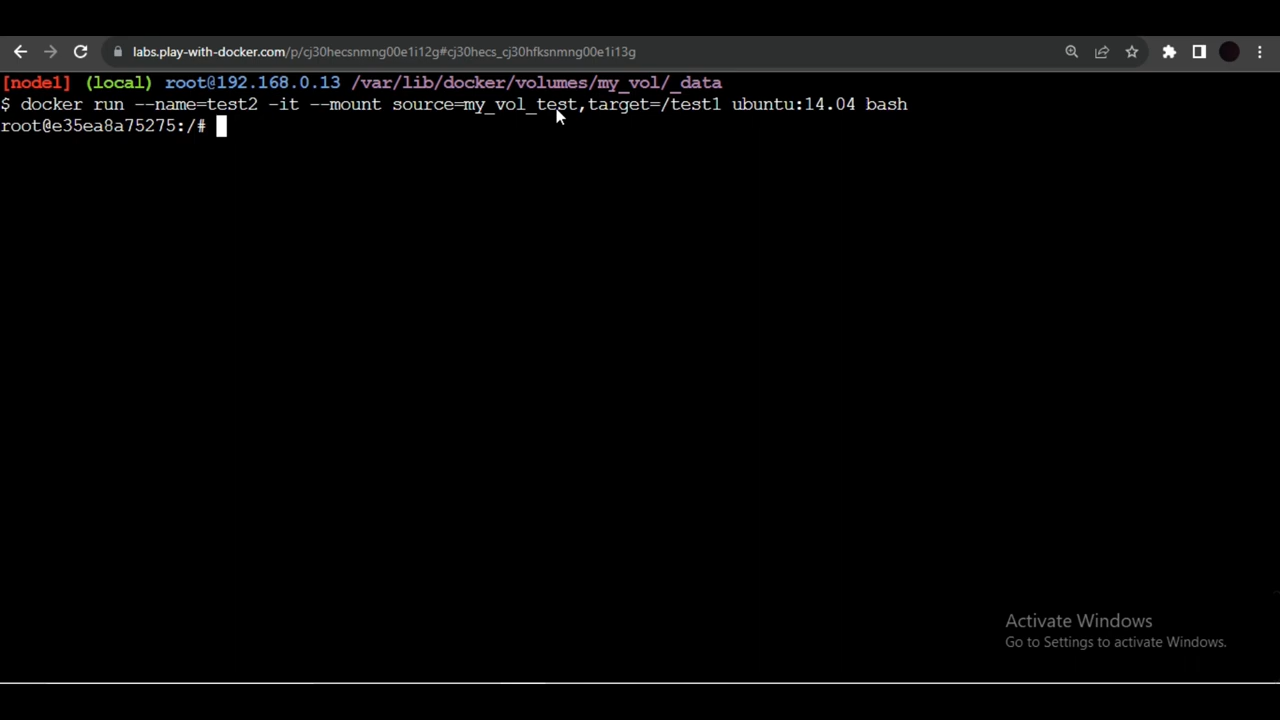 labs.play-with-docker.com/p/cj30hecsnmng00e1i12g#cj30hecs_cj30hfksnmng00e1i13g
[node1] (local) root@192.168.0.13 /var/lib/docker/volumes/my_vol/_data
$ docker run --name=test2 -it --mount source=my_vol_test,target=/test1 ubuntu:14.04 bash
root@e35ea8a75275:/#
Activate Windows
Go to Settings to activate Windows.